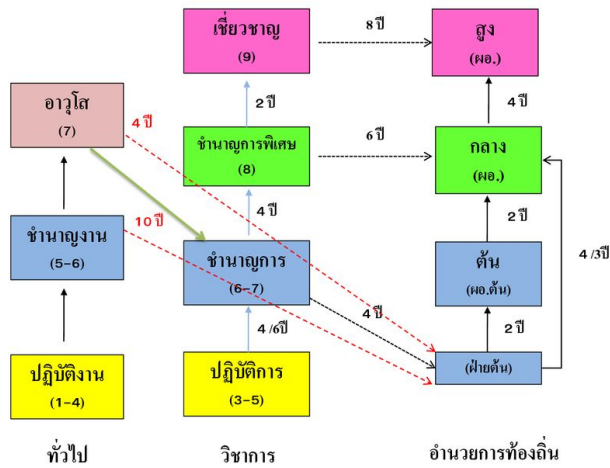 เชี่ยวชาญ
(9)
8 ปี
สูง
(ผอ.)
อาวุโส
(7)
4 ปี
2 ปี
4 ปี
ชำนาญการพิเศษ
(8)
6 ปี
กลาง
(ผอ.)
10 ปี
4 ปี
2 ปี
ชำนาญงาน
(5-6)
ชำนาญการ
(6-7)
ต้น
(ผอ.ต้น)
4 /3ปี
4 /6ปี
4 ปี
2 ปี
ปฏิบัติงาน
(1-4)
ปฏิบัติการ
(3-5)
(ฝ่ายต้น)
ทั่วไป
วิชาการ
อำนวยการท้องถิ่น